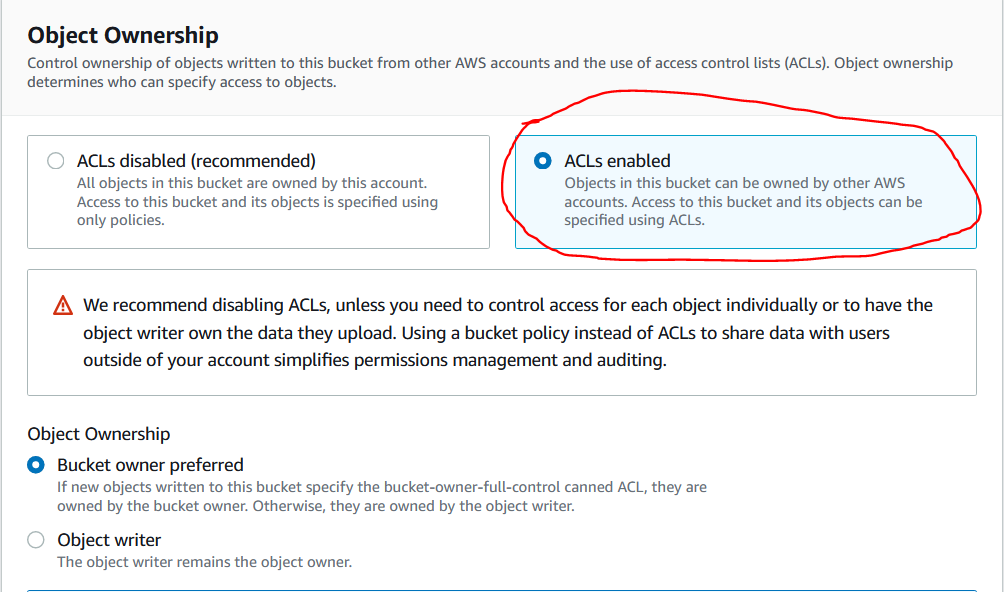 Object Ownership
Control ownership of objects written to this bucket from other AWS accounts and the use of access control lists (ACLs). Object ownership
determines who can specify access to objects.
ACLs disabled (recommended)
All objects in this bucket are owned by this account.
Access to this bucket and its objects is specified using
only policies.
ACLs enabled
Objects in this bucket can be owned by other AWS
accounts. Access to this bucket and its objects can be
specified using ACLs.
We recommend disabling ACLs, unless you need to control access for each object individually or to have the
object writer own the data they upload. Using a bucket policy instead of ACLs to share data with users
outside of your account simplifies permissions management and auditing.
Object Ownership
Bucket owner preferred
If new objects written to this bucket specify the bucket-owner-full-control canned ACL, they are
owned by the bucket owner. Otherwise, they are owned by the object writer.
Object writer
The object writer remains the object owner.